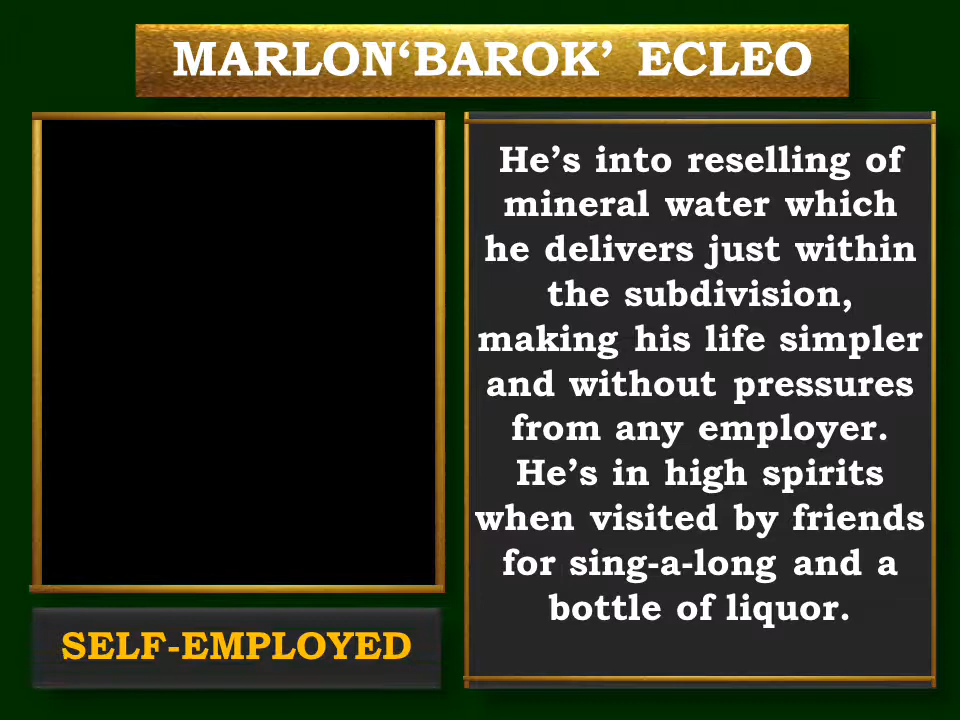 MARLON‘BAROK’ ECLEO
He’s into reselling of
mineral water which
he delivers just within
the subdivision,
making his life simpler
and without pressures
from any employer.
He’s in high spirits
when visited by friends
for sing-a-long and a
bottle of liquor.
SELF-EMPLOYED